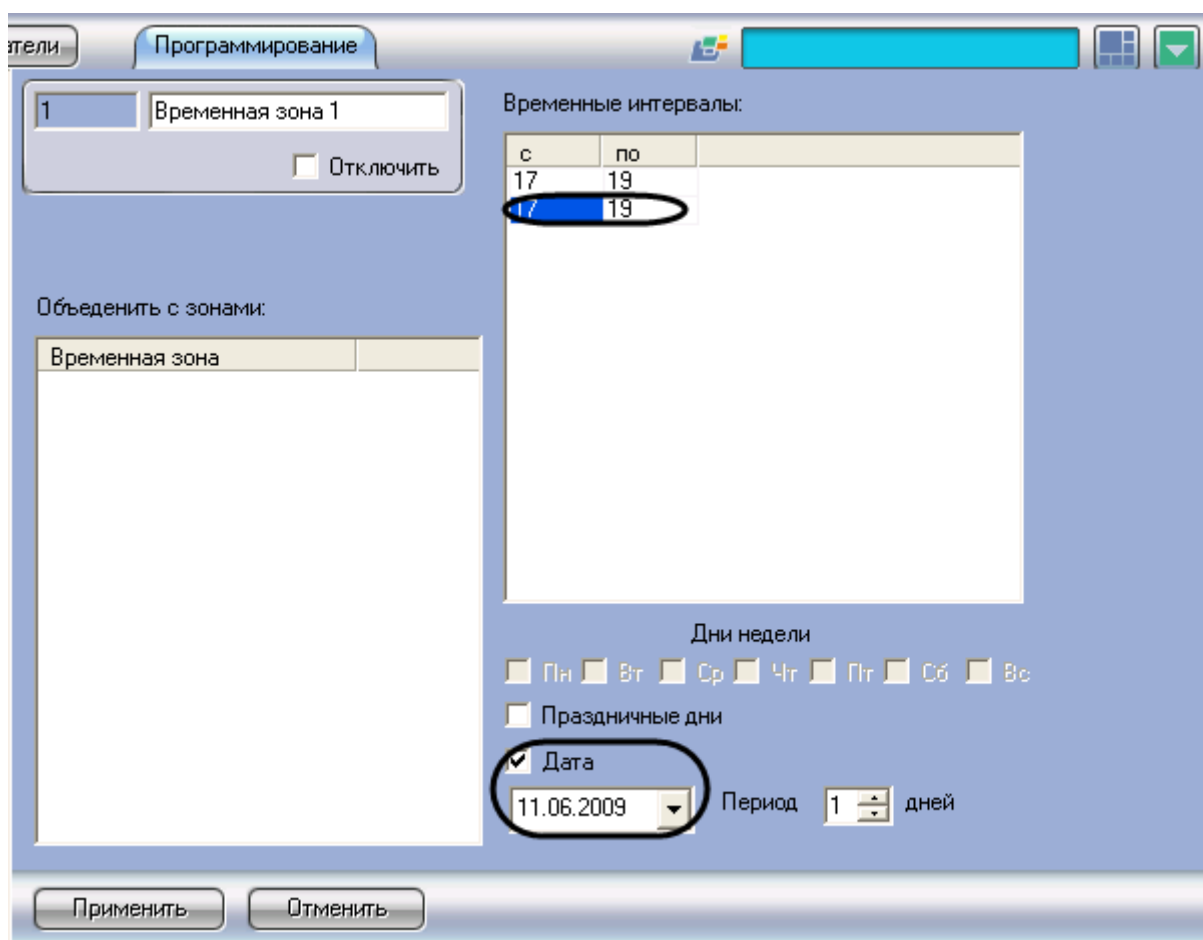 атели
Программирование
1
Временная зона 1
Отключить
Объеденить с зонами:
Временная зона
Временные интервалы:
с по
17 19
17 19
Дни недели
Пн Вт Ср Чт Пт Сб Вс
Праздничные дни
Дата
11.06.2009
Период 1 дней
Применить
Отменить